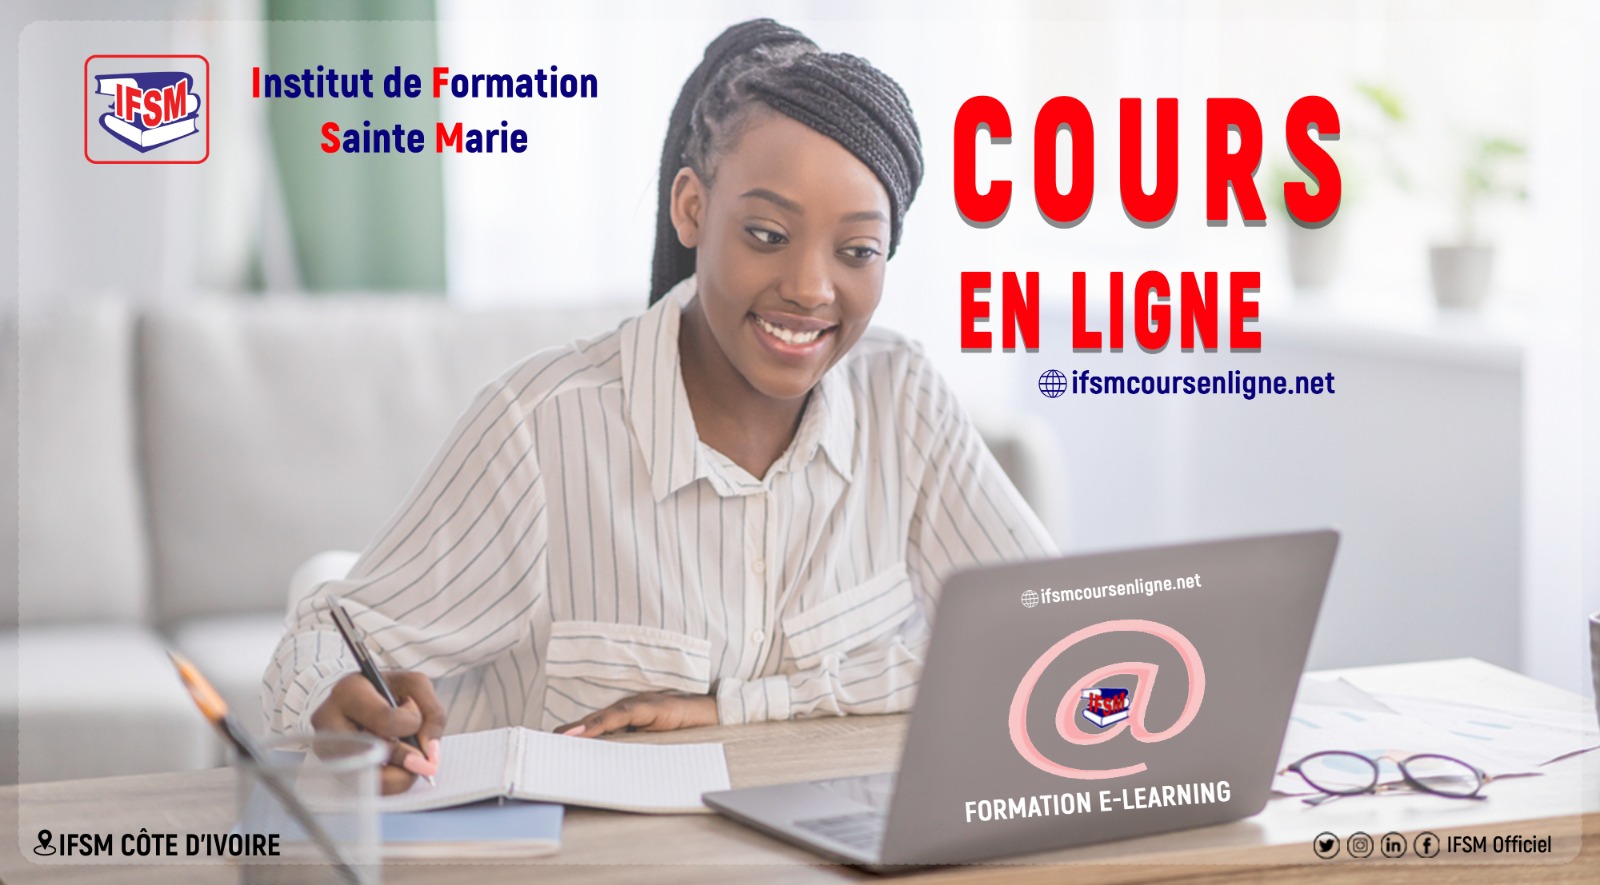 IFSM
Institut de Formation
Sainte Marie
COURS
EN LIGNE
ifsmcoursenligne.net
ifsmcoursenligne.net
IFSM
FORMATION E-LEARNING
IFSM CÔTE D'IVOIRE
IFSM Officiel